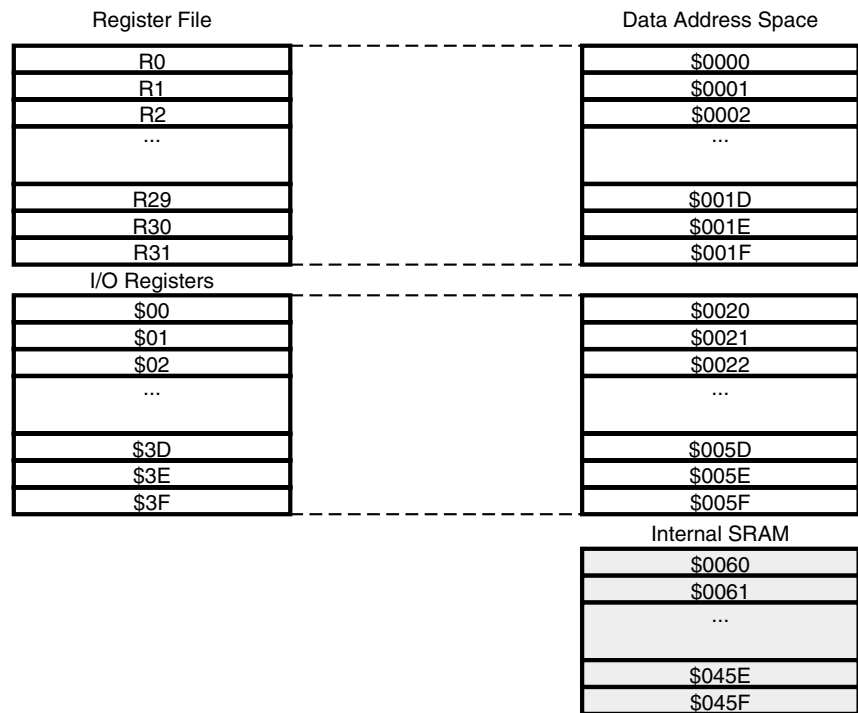 Register File Data Address Space
R0 $0000
R1 $0001
R2 $0002
... ...
R29 $001D
R30 $001E
R31 $001F
I/O Registers
$00 $0020
$01 $0021
$02 $0022
... ...
$3D $005D
$3E $005E
$3F $005F
Internal SRAM
$0060
$0061
...
$045E
$045F